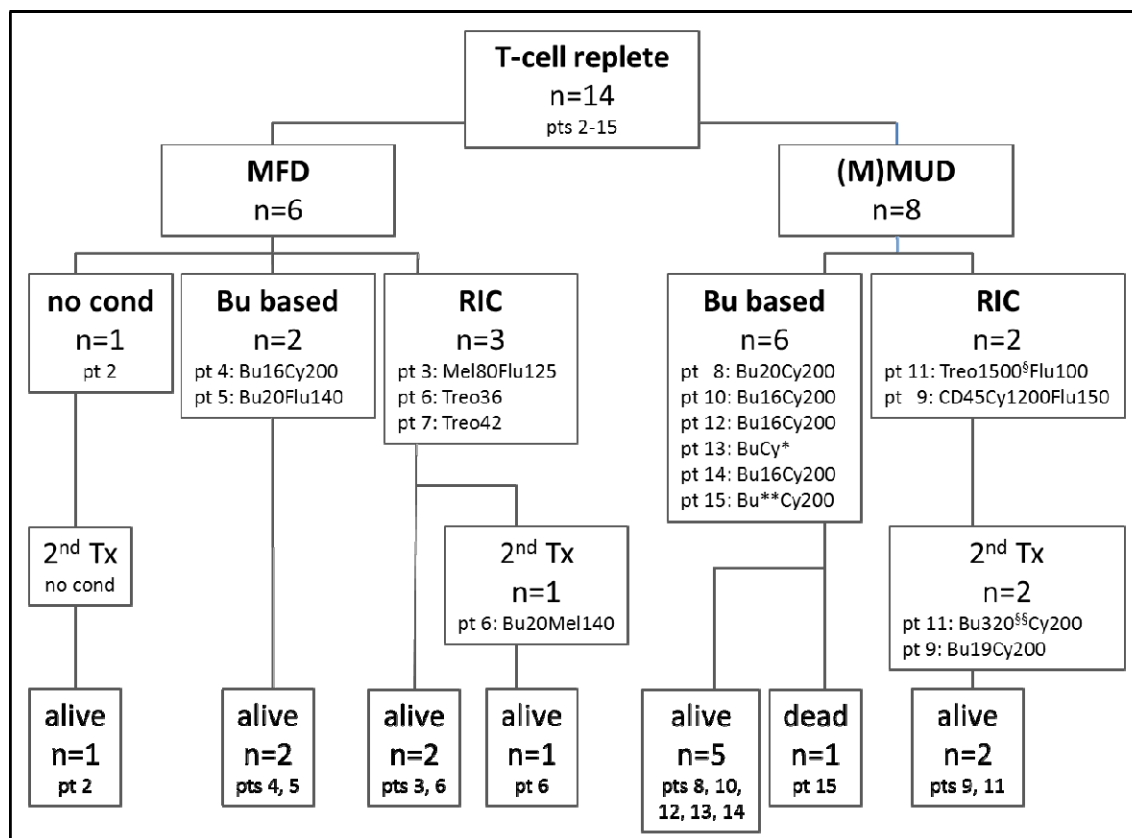 T-cell replete
n=14
pts 2-15
MFD
n=6
(M)MUD
n=8
no cond
n=1
pt 2
Bu based
n=2
pt 4: Bu16Cy200
pt 5: Bu20Flu140
RIC
n=3
pt 3: Mel80Flu125
pt 6: Treo36
pt 7: Treo42
Bu based
n=6
pt 8: Bu20Cy200
pt 10: Bu16Cy200
pt 12: Bu16Cy200
pt 13: BuCy*
pt 14: Bu16Cy200
pt 15: Bu**Cy200
RIC
n=2
pt 11: Treo1500§Flu100
pt 9: CD45Cy1200Flu150
2nd Tx
no cond
2nd Tx
n=1
pt 6: Bu20Mel140
2nd Tx
n=2
pt 11: Bu320§§Cy200
pt 9: Bu19Cy200
alive
n=1
pt 2
alive
n=2
pts 4, 5
alive
n=2
pts 3, 6
alive
n=1
pt 6
alive
n=5
pts 8, 10,
12, 13, 14
dead
n=1
pt 15
alive
n=2
pts 9, 11